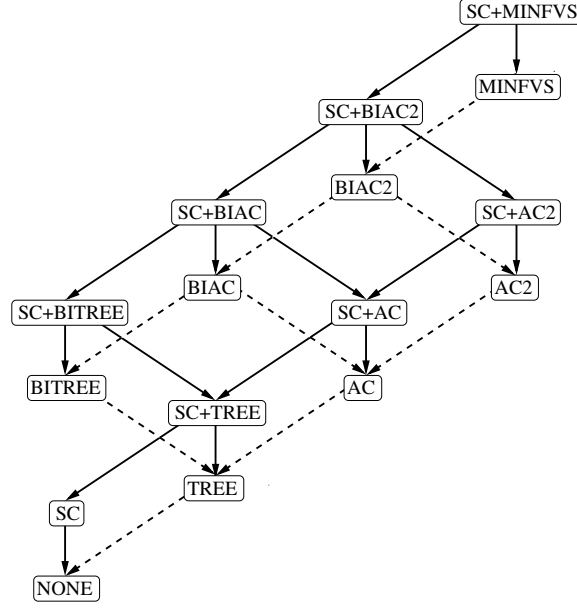 SC+MINFVS
MINFVS
SC+BIAC2
BIAC2
SC+BIAC
SC+AC2
BIAC
AC2
SC+BITREE
SC+AC
BITREE
AC
SC+TREE
TREE
SC
NONE